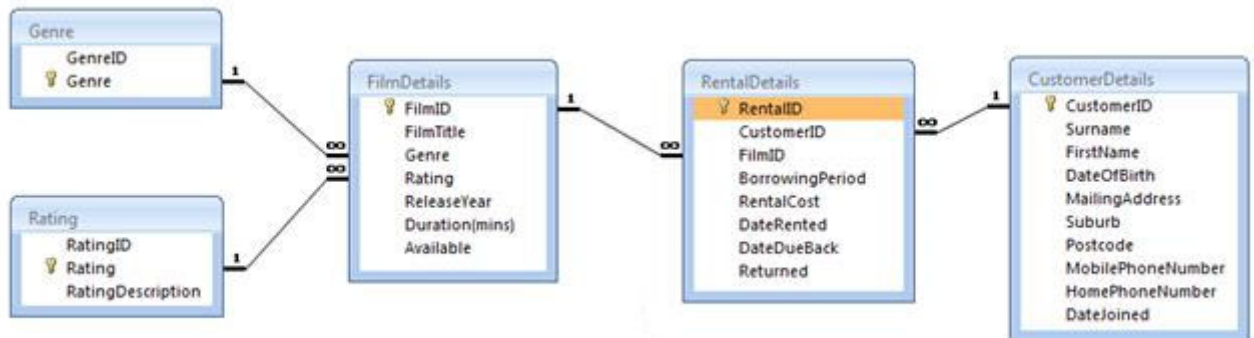 Genre
GenreID
Genre
1
Rating
RatingID
Rating
RatingDescription
1
FilmDetails
FilmID
FilmTitle
Genre
Rating
ReleaseYear
Duration(mins)
Available
∞
∞
1
RentalDetails
RentalID
CustomerID
FilmID
BorrowingPeriod
RentalCost
DateRented
DateDueBack
Returned
∞
∞
CustomerDetails
CustomerID
Surname
FirstName
DateOfBirth
MailingAddress
Suburb
Postcode
MobilePhoneNumber
HomePhoneNumber
DateJoined
1